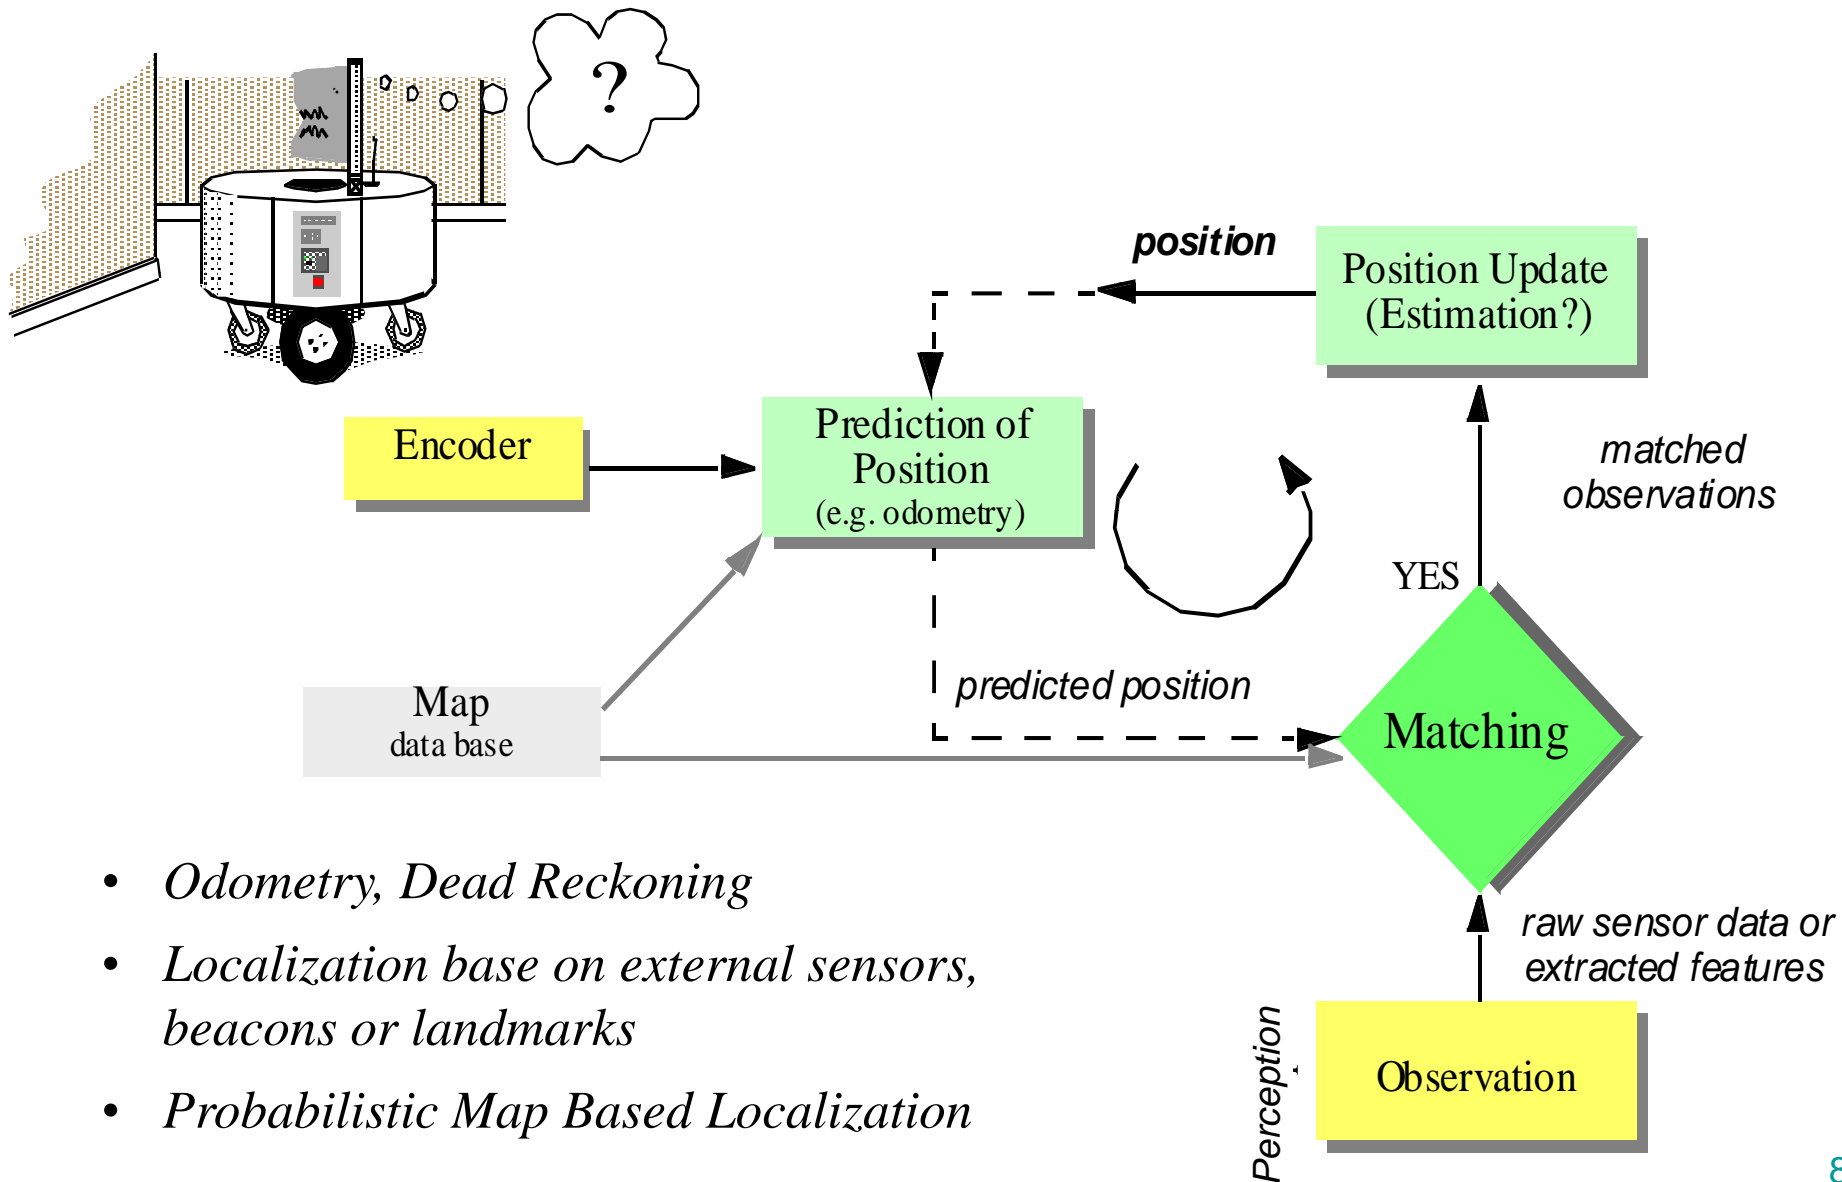 ?
position
Position Update
(Estimation?)
Encoder
Prediction of
Position
(e.g. odometry)
matched
observations
YES
predicted position
Map
data base
Matching
• Odometry, Dead Reckoning
• Localization base on external sensors,
beacons or landmarks
• Probabilistic Map Based Localization
raw sensor data or
extracted features
Perception
Observation
8